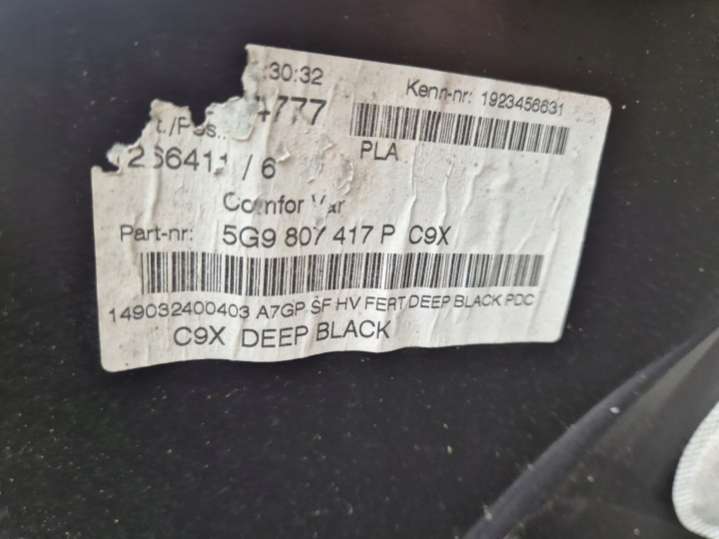 :30:32
Kenn-nr: 1923456631
4777
PLA
/ 6
Part-nr: 5G9 807 417 P C9X
149032400403 A7GP SF HV FERT DEEP BLACK PDC
C9X DEEP BLACK